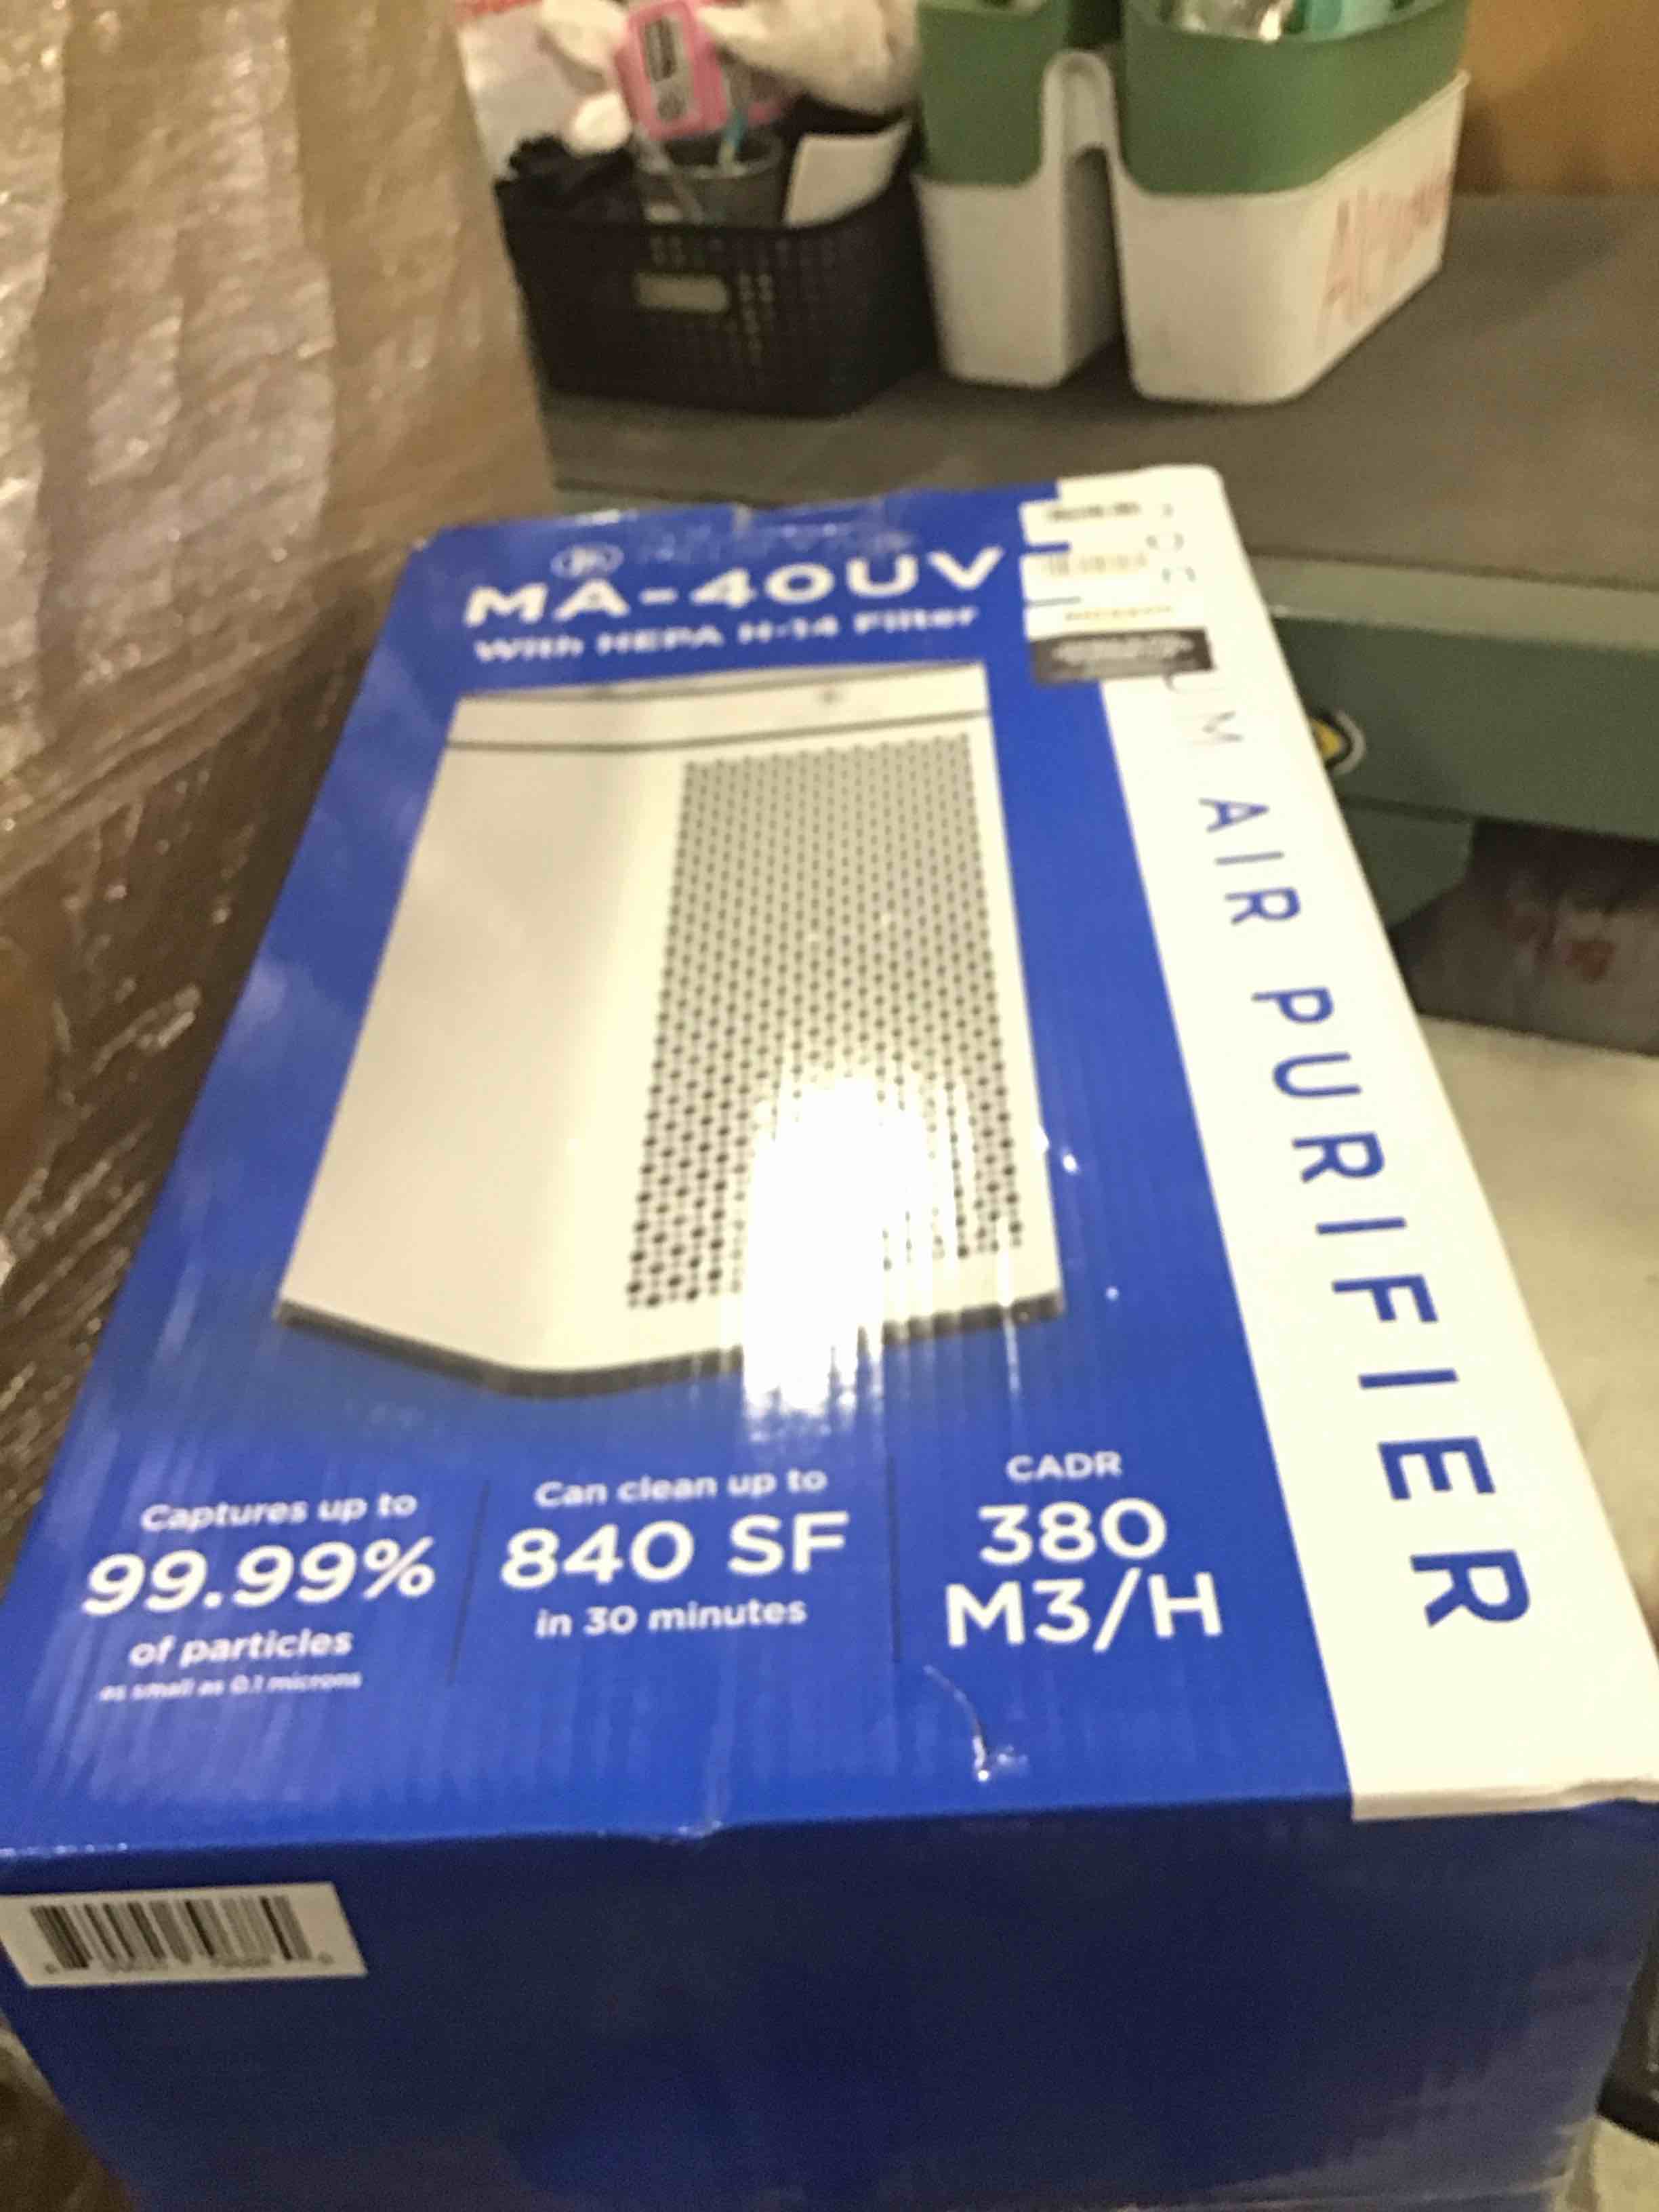 MA-40UV
With HEPA H-14 Filter
AIR PURIFIER
Captures up to
99.99%
of particles
as small as 0.1 microns
Can clean up to
840 SF
in 30 minutes
CADR
380
M3/H